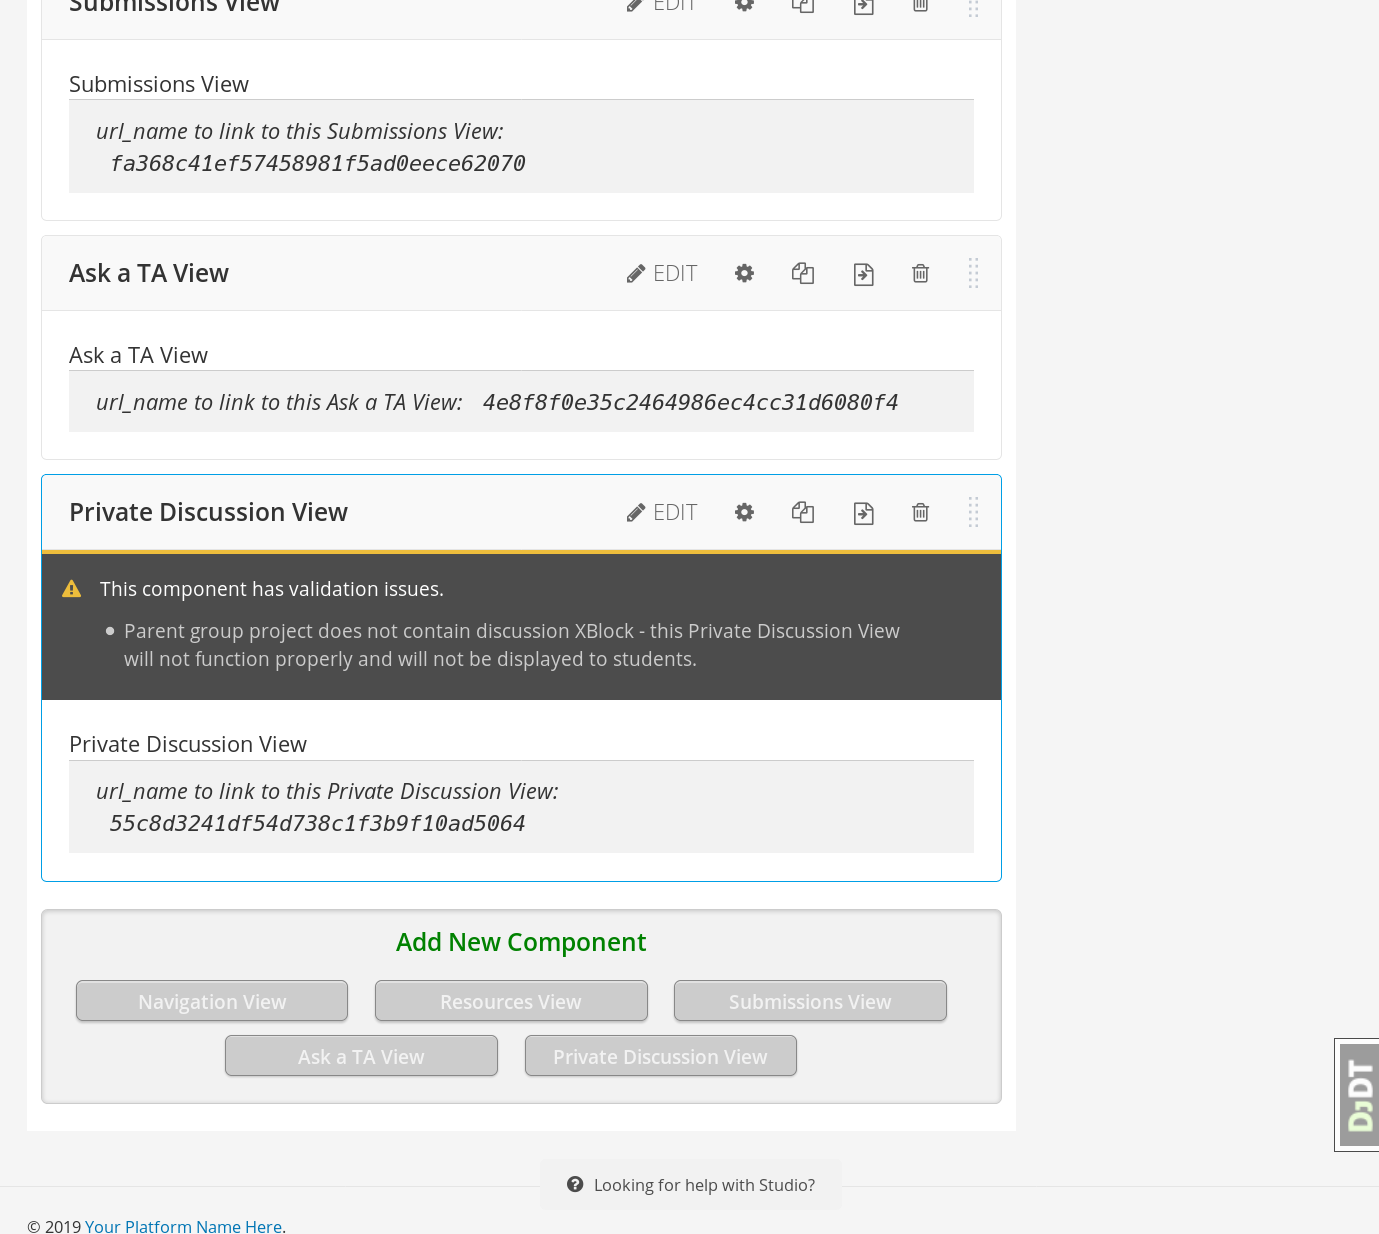 Submissions View
EDIT
Submissions View
url_name to link to this Submissions View:
fa368c41ef57458981f5ad0eece62070
Ask a TA View
EDIT
Ask a TA View
url_name to link to this Ask a TA View: 4e8f8f0e35c2464986ec4cc31d6080f4
Private Discussion View
EDIT
This component has validation issues.
Parent group project does not contain discussion XBlock - this Private Discussion View
will not function properly and will not be displayed to students.
Private Discussion View
url_name to link to this Private Discussion View:
55c8d3241df54d738c1f3b9f10ad5064
Add New Component
Navigation View
Resources View
Submissions View
Ask a TA View
Private Discussion View
DJDT
Looking for help with Studio?
© 2019 Your Platform Name Here.